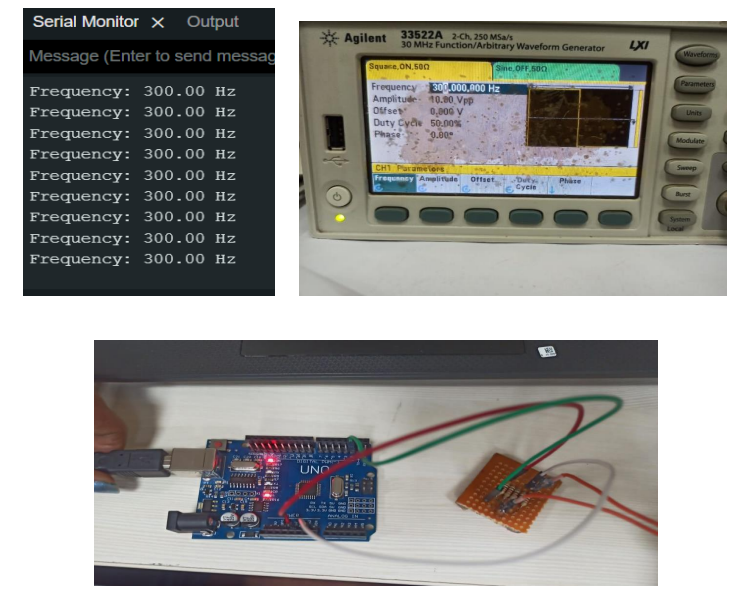 Serial Monitor × Output
Message (Enter to send messag
Frequency: 300.00 Hz
Frequency: 300.00 Hz
Frequency: 300.00 Hz
Frequency: 300.00 Hz
Frequency: 300.00 Hz
Frequency: 300.00 Hz
Frequency: 300.00 Hz
Frequency: 300.00 Hz
Frequency: 300.00 Hz
Agilent 33522A 2-Ch, 250 MSa/s
30 MHz Function/Arbitrary Waveform Generator
LXI
Square,ON,50Ω Sine,OFF,50Ω
Frequency 300.000,000 Hz
Amplitude 10.00 Vpp
Offset 0.000 V
Duty Cycle 50.00%
Phase 0.00°
CH1 Parameters
Frequency Amplitude Offset Duty Cycle Phase
Waveforms
Parameters
Units
Modulate
Sweep
Burst
System
Local
UNO
ANALOG IN